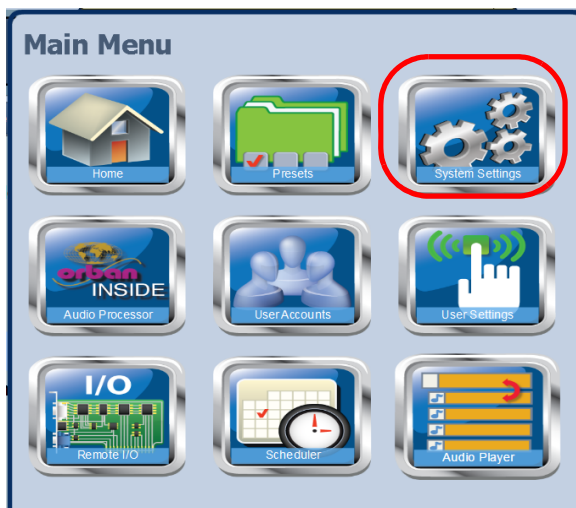 Main Menu
Home
Presets
System Settings
orban
INSIDE
Audio Processor
User Accounts
User Settings
I/O
Remote I/O
Scheduler
Audio Player